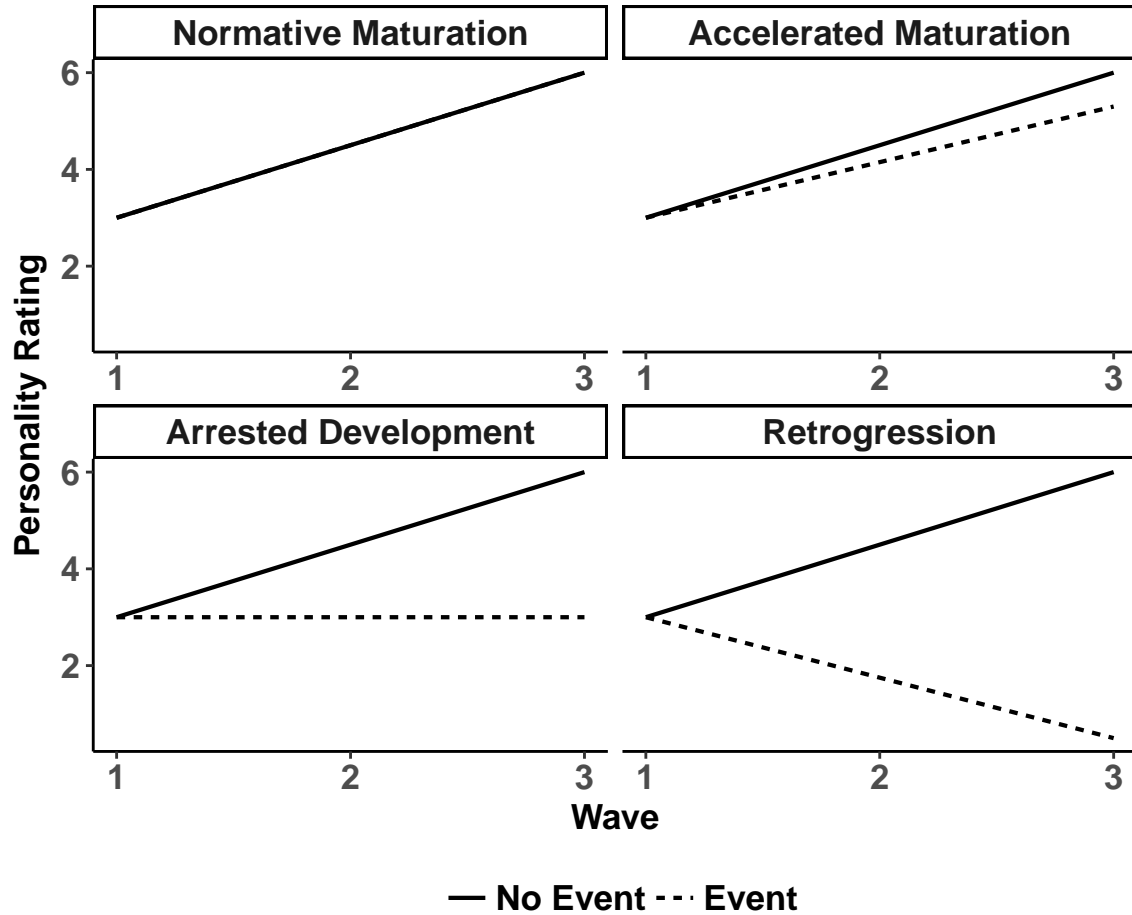 Normative Maturation
Accelerated Maturation
6
4
2
1 2 3
1 2 3
Personality Rating
Arrested Development
Retrogression
6
4
2
1 2 3
1 2 3
Wave
No Event Event